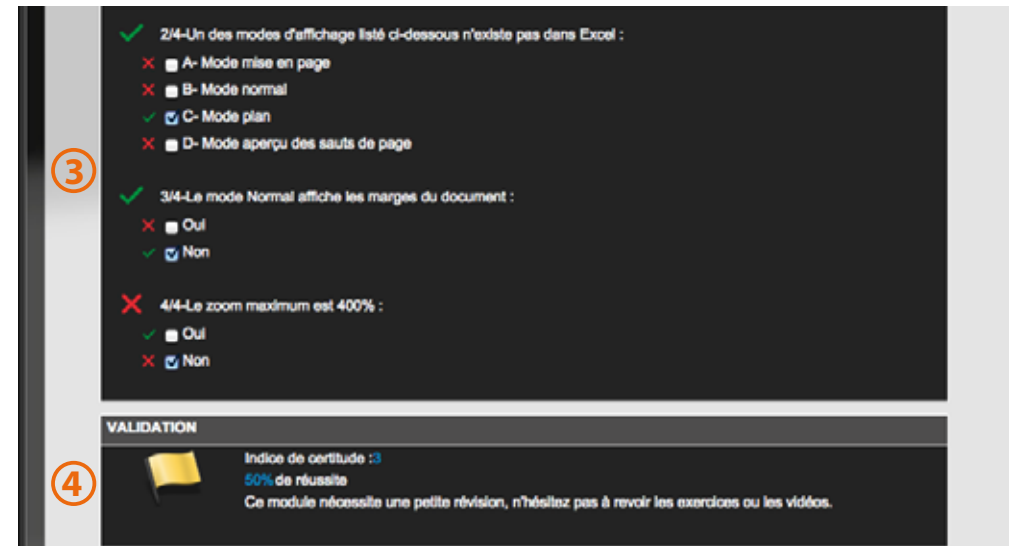 2/4-Un des modes d'affichage listé ci-dessous n'existe pas dans Excel :
A- Mode mise en page
B- Mode normal
C- Mode plan
D- Mode aperçu des sauts de page
3
3/4-Le mode Normal affiche les marges du document :
Oui
Non
4/4-Le zoom maximum est 400% :
Oui
Non
VALIDATION
Indice de certitude :3
4
50% de réussite
Ce module nécessite une petite révision, n'hésitez pas à revoir les exercices ou les vidéos.